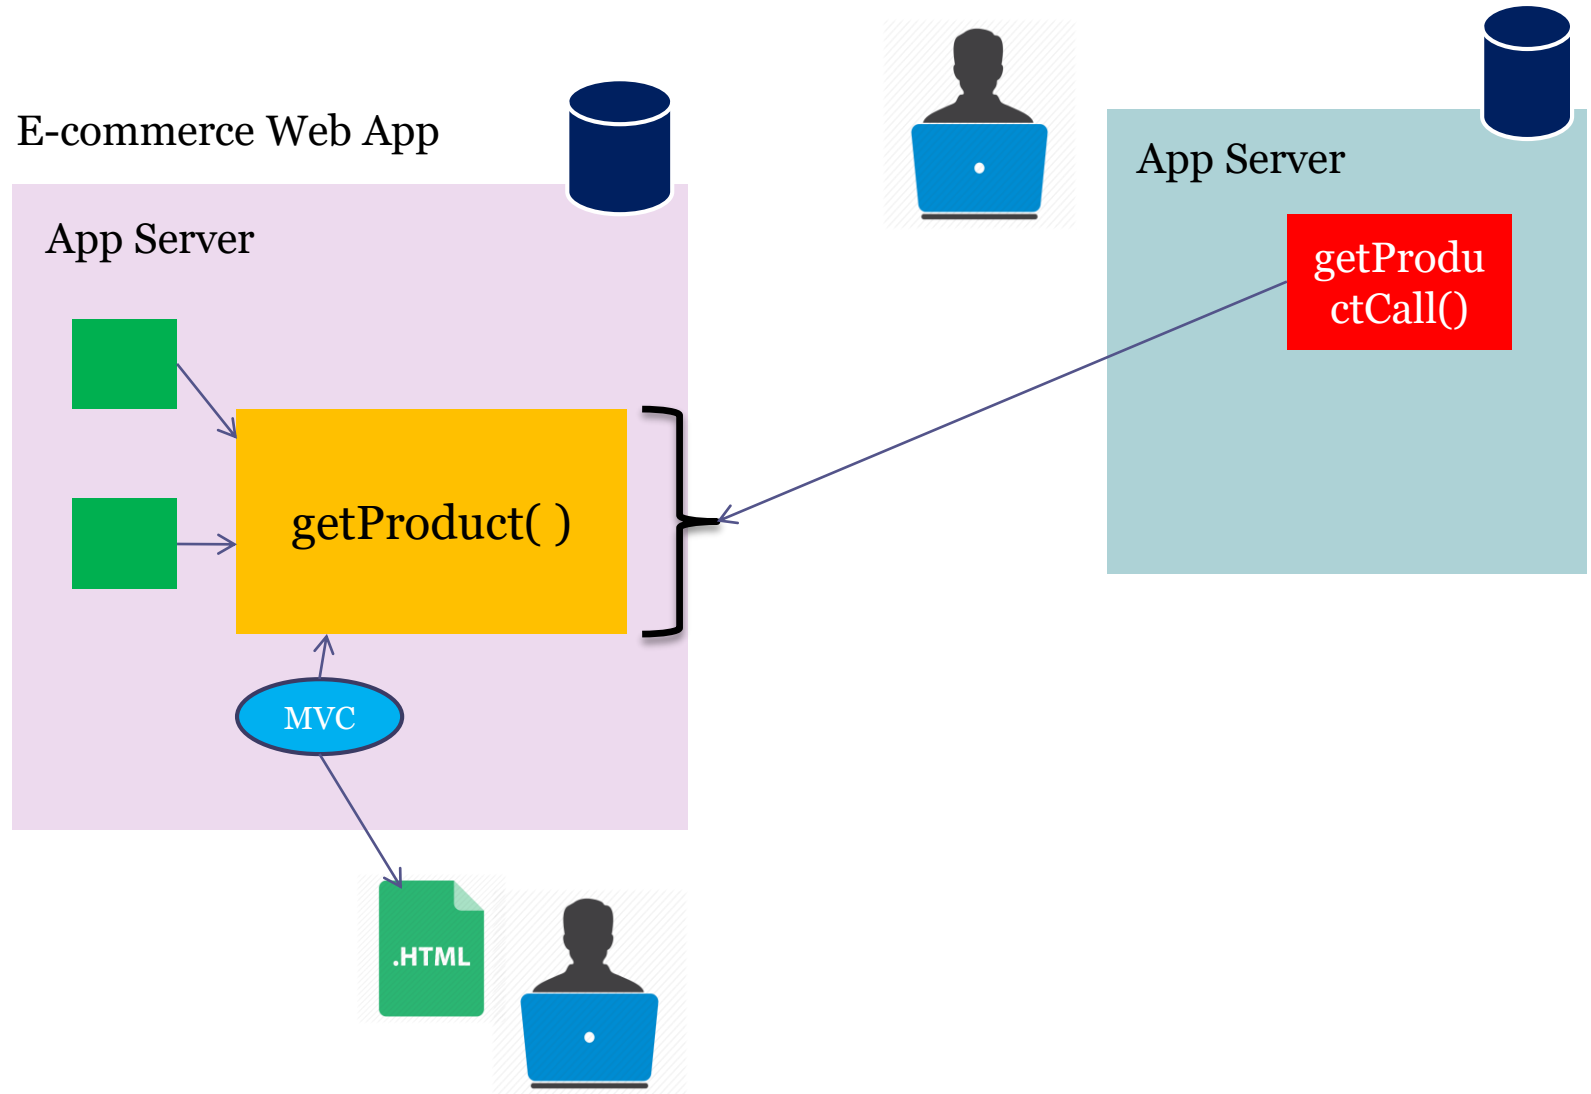 E-commerce Web App
App Server
getProduct( )
MVC
.HTML
App Server
getProdu
ctCall()